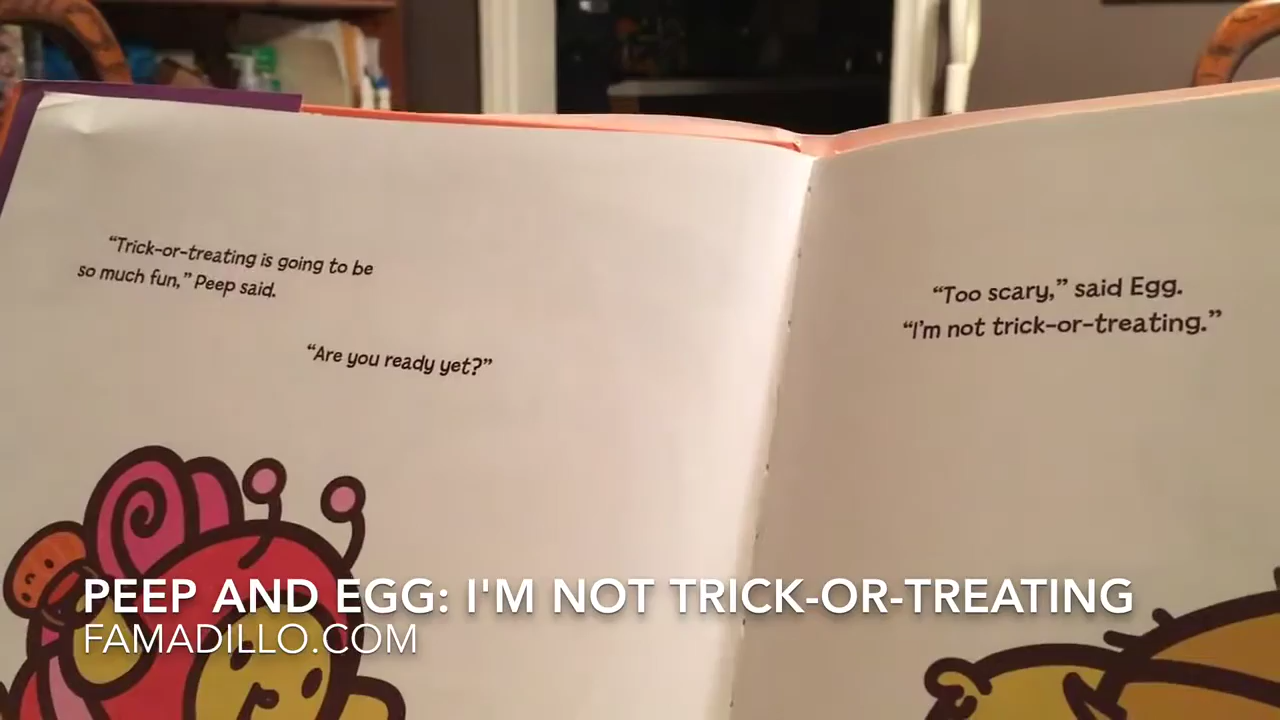 “Trick-or-treating is going to be
so much fun,” Peep said.
“Are you ready yet?”
“Too scary,” said Egg.
“I’m not trick-or-treating.”
PEEP AND EGG: I'M NOT TRICK-OR-TREATING
FAMADILLO.COM